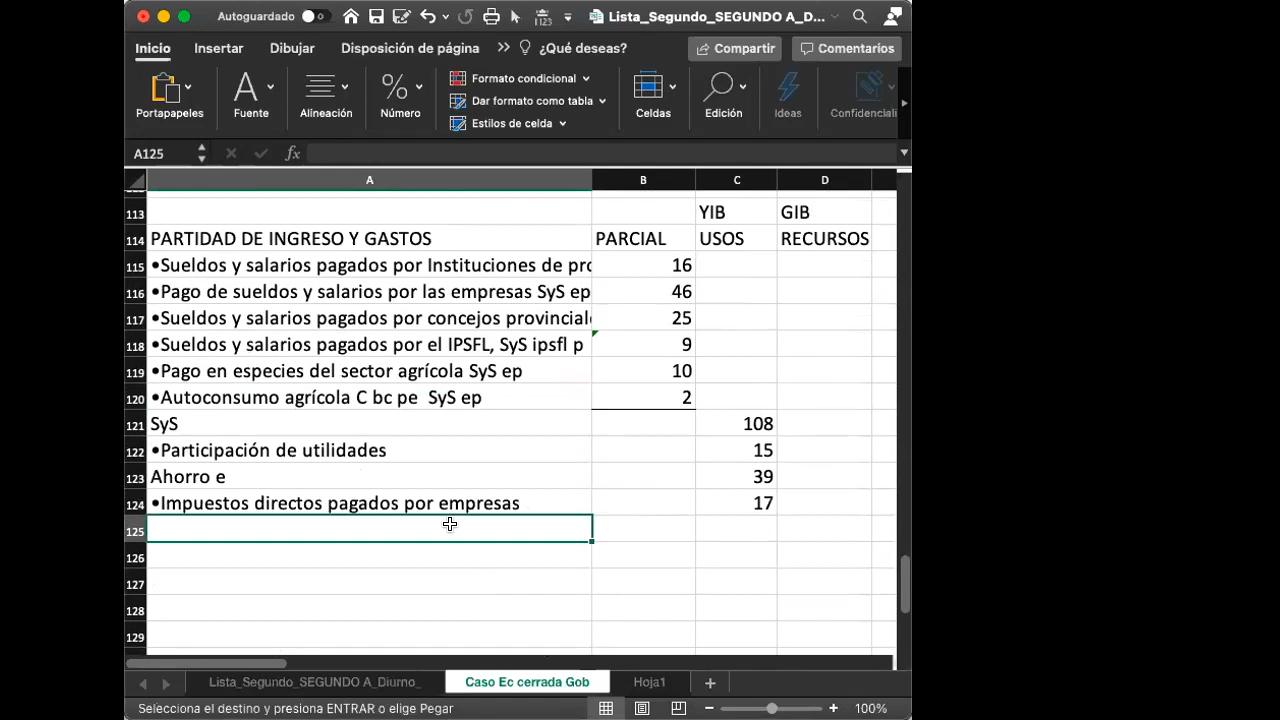 Autoguardado
Lista_Segundo_SEGUNDO A_D...
Inicio Insertar Dibujar Disposición de página >> ¿Qué deseas? Compartir Comentarios
Portapapeles Fuente Alineación % Número Formato condicional Dar formato como tabla Estilos de celda Celdas Edición Ideas Confidenciali
A125 fx
A B C D
113 YIB GIB
114 PARTIDAD DE INGRESO Y GASTOS PARCIAL USOS RECURSOS
115 •Sueldos y salarios pagados por Instituciones de pro 16
116 •Pago de sueldos y salarios por las empresas SyS ep 46
117 •Sueldos y salarios pagados por concejos provincial 25
118 •Sueldos y salarios pagados por el IPSFL, SyS ipsfl p 9
119 •Pago en especies del sector agrícola SyS ep 10
120 •Autoconsumo agrícola C bc pe SyS ep 2
121 SyS 108
122 •Participación de utilidades 15
123 Ahorro e 39
124 •Impuestos directos pagados por empresas 17
125
126
127
128
129
Lista_Segundo_SEGUNDO A_Diurno_ Caso Ec cerrada Gob Hoja1 +
Selecciona el destino y presiona ENTRAR o elige Pegar 100%